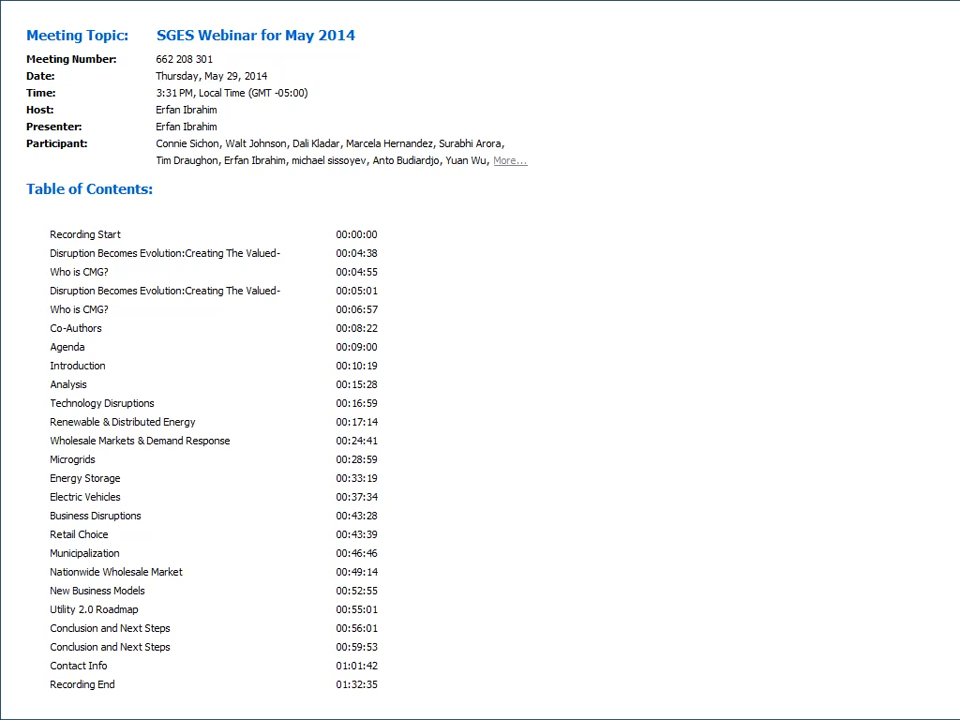 Meeting Topic: SGES Webinar for May 2014
Meeting Number: 662 208 301
Date: Thursday, May 29, 2014
Time: 3:31 PM, Local Time (GMT -05:00)
Host: Erfan Ibrahim
Presenter: Erfan Ibrahim
Participant: Connie Sichon, Walt Johnson, Dali Kladar, Marcela Hernandez, Surabhi Arora,
Tim Draughon, Erfan Ibrahim, michael sissoyev, Anto Budiardjo, Yuan Wu, More...
Table of Contents:
Recording Start 00:00:00
Disruption Becomes Evolution:Creating The Valued- 00:04:38
Who is CMG? 00:04:55
Disruption Becomes Evolution:Creating The Valued- 00:05:01
Who is CMG? 00:06:57
Co-Authors 00:08:22
Agenda 00:09:00
Introduction 00:10:19
Analysis 00:15:28
Technology Disruptions 00:16:59
Renewable & Distributed Energy 00:17:14
Wholesale Markets & Demand Response 00:24:41
Microgrids 00:28:59
Energy Storage 00:33:19
Electric Vehicles 00:37:34
Business Disruptions 00:43:28
Retail Choice 00:43:39
Municipalization 00:46:46
Nationwide Wholesale Market 00:49:14
New Business Models 00:52:55
Utility 2.0 Roadmap 00:55:01
Conclusion and Next Steps 00:56:01
Conclusion and Next Steps 00:59:53
Contact Info 01:01:42
Recording End 01:32:35